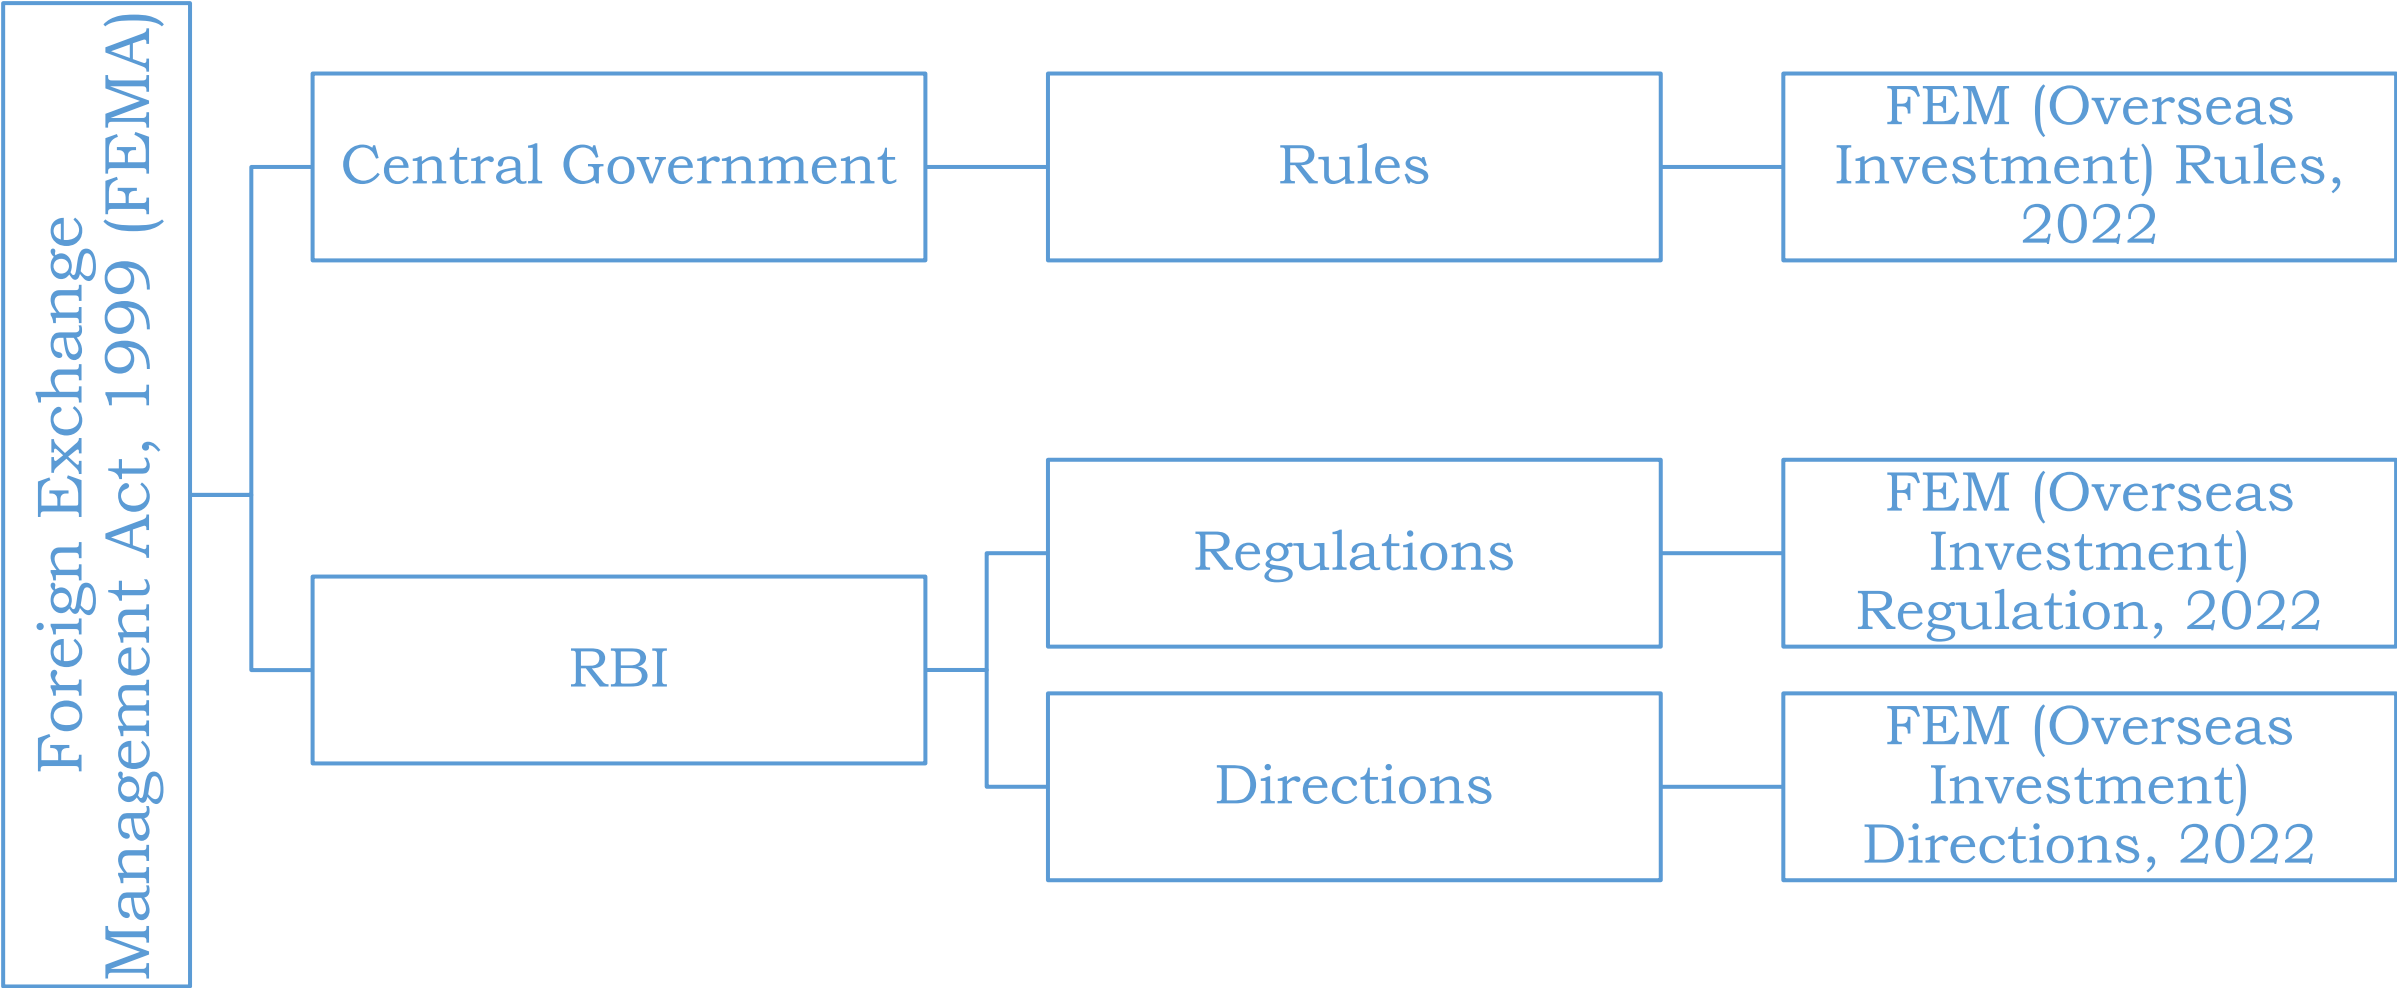 Foreign Exchange
Management Act, 1999 (FEMA)
Central Government
Rules
FEM (Overseas
Investment) Rules,
2022
RBI
Regulations
FEM (Overseas
Investment)
Regulation, 2022
Directions
FEM (Overseas
Investment)
Directions, 2022